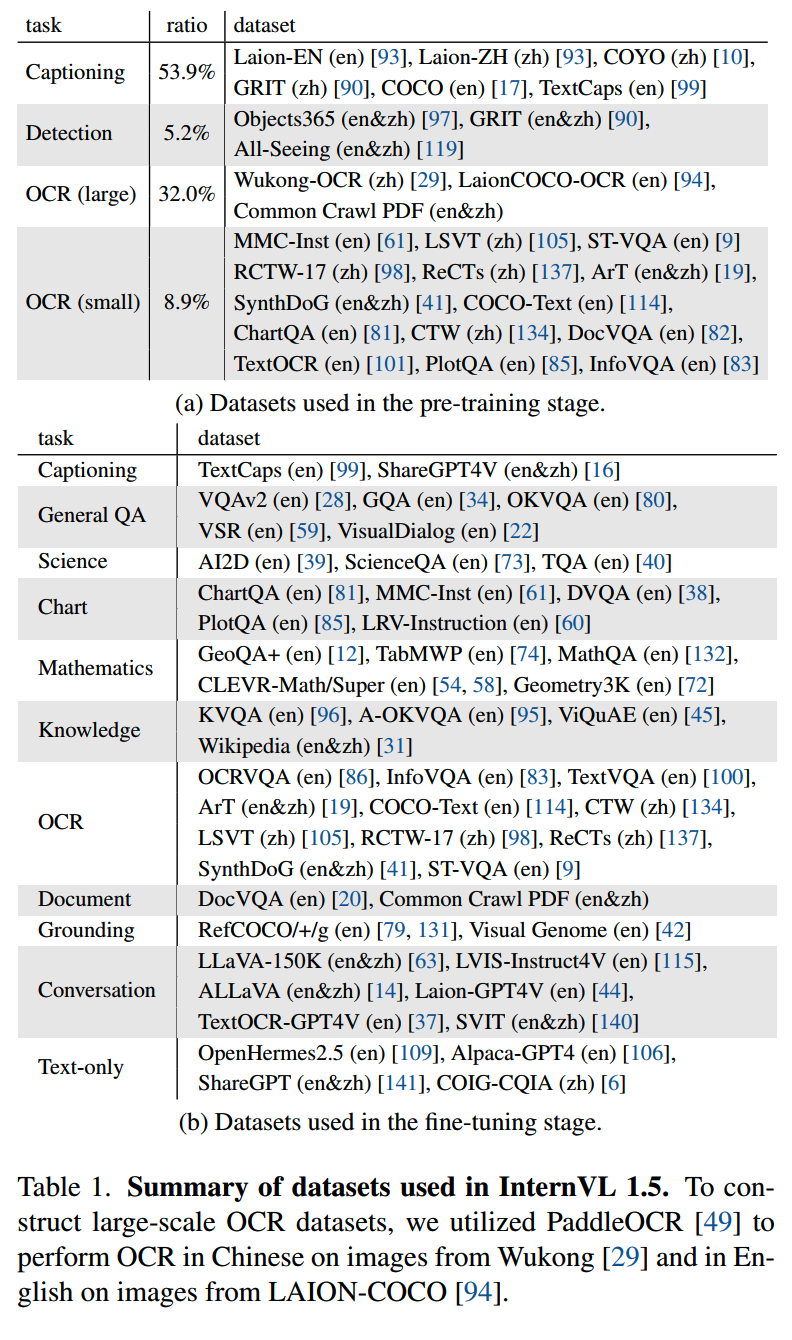 task ratio dataset
Captioning 53.9% Laion-EN (en) [93], Laion-ZH (zh) [93], COYO (zh) [10],
GRIT (zh) [90], COCO (en) [17], TextCaps (en) [99]
Detection 5.2% Objects365 (en&zh) [97], GRIT (en&zh) [90],
All-Seeing (en&zh) [119]
OCR (large) 32.0% Wukong-OCR (zh) [29], LaionCOCO-OCR (en) [94],
Common Crawl PDF (en&zh)
OCR (small) 8.9% MMC-Inst (en) [61], LSVT (zh) [105], ST-VQA (en) [9]
RCTW-17 (zh) [98], ReCTs (zh) [137], ArT (en&zh) [19],
SynthDoG (en&zh) [41], COCO-Text (en) [114],
ChartQA (en) [81], CTW (zh) [134], DocVQA (en) [82],
TextOCR (en) [101], PlotQA (en) [85], InfoVQA (en) [83]
(a) Datasets used in the pre-training stage.
task dataset
Captioning TextCaps (en) [99], ShareGPT4V (en&zh) [16]
General QA VQAv2 (en) [28], GQA (en) [34], OKVQA (en) [80],
VSR (en) [59], VisualDialog (en) [22]
Science AI2D (en) [39], ScienceQA (en) [73], TQA (en) [40]
Chart ChartQA (en) [81], MMC-Inst (en) [61], DVQA (en) [38],
PlotQA (en) [85], LRV-Instruction (en) [60]
Mathematics GeoQA+ (en) [12], TabMWP (en) [74], MathQA (en) [132],
CLEVR-Math/Super (en) [54, 58], Geometry3K (en) [72]
Knowledge KVQA (en) [96], A-OKVQA (en) [95], ViQuAE (en) [45],
Wikipedia (en&zh) [31]
OCR OCRVQA (en) [86], InfoVQA (en) [83], TextVQA (en) [100],
ArT (en&zh) [19], COCO-Text (en) [114], CTW (zh) [134],
LSVT (zh) [105], RCTW-17 (zh) [98], ReCTs (zh) [137],
SynthDoG (en&zh) [41], ST-VQA (en) [9]
Document DocVQA (en) [20], Common Crawl PDF (en&zh)
Grounding RefCOCO/+/g (en) [79, 131], Visual Genome (en) [42]
Conversation LLaVA-150K (en&zh) [63], LVIS-Instruct4V (en) [115],
ALLaVA (en&zh) [14], Laion-GPT4V (en) [44],
TextOCR-GPT4V (en) [37], SVIT (en&zh) [140]
Text-only OpenHermes2.5 (en) [109], Alpaca-GPT4 (en) [106],
ShareGPT (en&zh) [141], COIG-CQIA (zh) [6]
(b) Datasets used in the fine-tuning stage.
Table 1. Summary of datasets used in InternVL 1.5. To con-
struct large-scale OCR datasets, we utilized PaddleOCR [49] to
perform OCR in Chinese on images from Wukong [29] and in En-
glish on images from LAION-COCO [94].